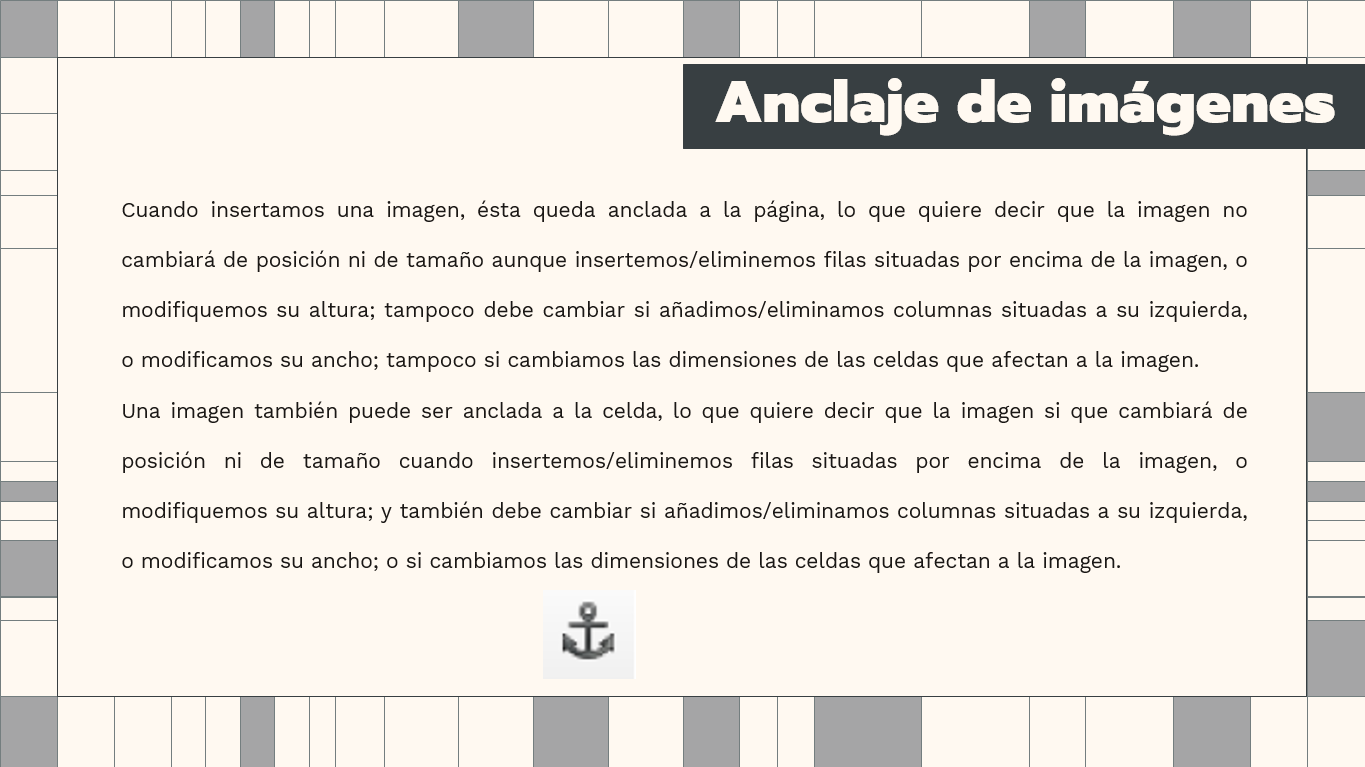 Anclaje de imágenes
Cuando insertamos una imagen, ésta queda anclada a la página, lo que quiere decir que la imagen no
cambiará de posición ni de tamaño aunque insertemos/eliminemos filas situadas por encima de la imagen, o
modifiquemos su altura; tampoco debe cambiar si añadimos/eliminamos columnas situadas a su izquierda,
o modificamos su ancho; tampoco si cambiamos las dimensiones de las celdas que afectan a la imagen.
Una imagen también puede ser anclada a la celda, lo que quiere decir que la imagen si que cambiará de
posición ni de tamaño cuando insertemos/eliminemos filas situadas por encima de la imagen, o
modifiquemos su altura; y también debe cambiar si añadimos/eliminamos columnas situadas a su izquierda,
o modificamos su ancho; o si cambiamos las dimensiones de las celdas que afectan a la imagen.